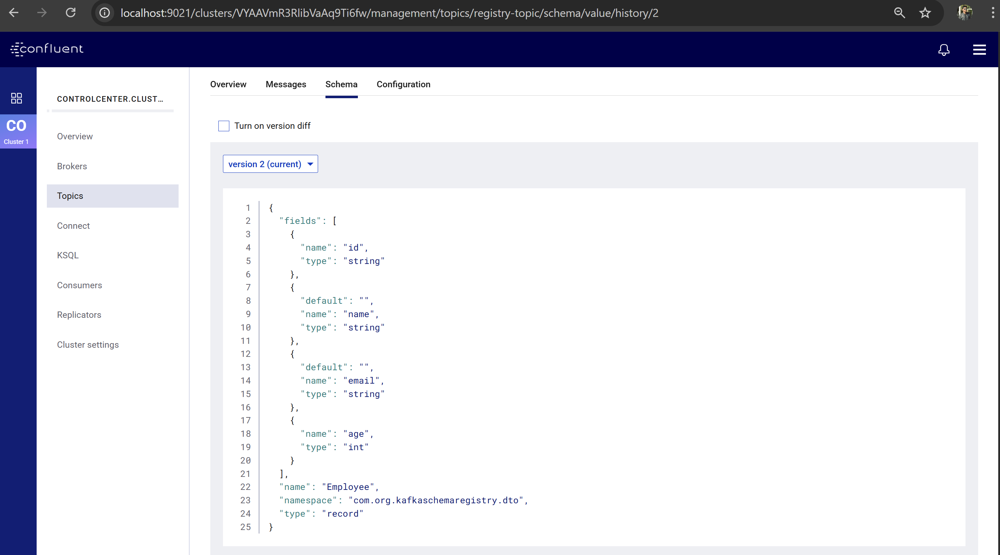 localhost:9021/clusters/VYAAVmR3RlibVaAq9Ti6fw/management/topics/registry-topic/schema/value/history/2
confluent
CO
Cluster 1
CONTROLCENTER.CLUST...
Overview
Brokers
Topics
Connect
KSQL
Consumers
Replicators
Cluster settings
Overview Messages Schema Configuration
Turn on version diff
version 2 (current)
1 {
2 "fields": [
3 {
4 "name": "id",
5 "type": "string"
6 },
7 {
8 "default": "",
9 "name": "name",
10 "type": "string"
11 },
12 {
13 "default": "",
14 "name": "email",
15 "type": "string"
16 },
17 {
18 "name": "age",
19 "type": "int"
20 }
21 ],
22 "name": "Employee",
23 "namespace": "com.org.kafkaschemaregistry.dto",
24 "type": "record"
25 }